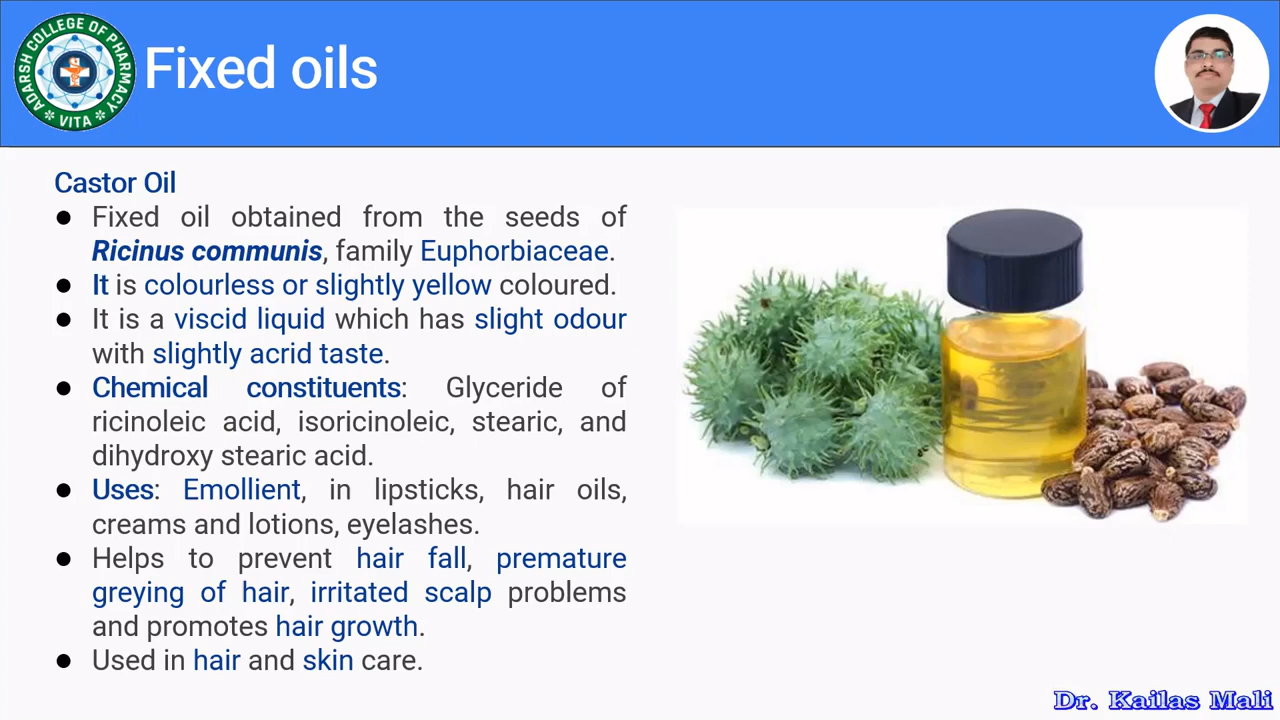 ADARSH COLLEGE OF PHARMACY
VITA
Fixed oils
Castor Oil
● Fixed oil obtained from the seeds of
Ricinus communis, family Euphorbiaceae.
● It is colourless or slightly yellow coloured.
● It is a viscid liquid which has slight odour
with slightly acrid taste.
● Chemical constituents: Glyceride of
ricinoleic acid, isoricinoleic, stearic, and
dihydroxy stearic acid.
● Uses: Emollient, in lipsticks, hair oils,
creams and lotions, eyelashes.
● Helps to prevent hair fall, premature
greying of hair, irritated scalp problems
and promotes hair growth.
● Used in hair and skin care.
Dr. Kailas Mali